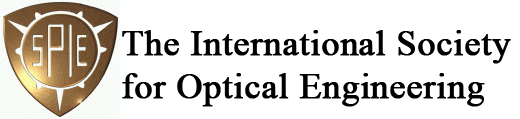 SPIE
The International Society
for Optical Engineering